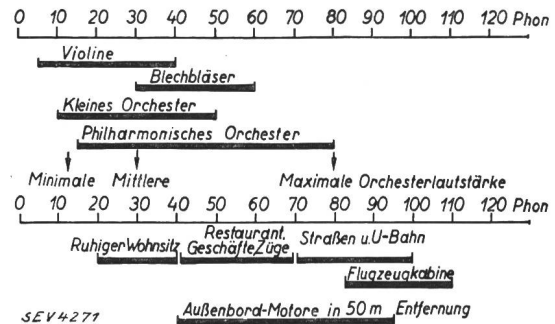 0 10 20 30 40 50 60 70 80 90 100 110 120 Phon
Violine
Blechbläser
Kleines Orchester
Philharmonisches Orchester
Minimale Mittlere Maximale Orchesterlautstärke
0 10 20 30 40 50 60 70 80 90 100 110 120 Phon
Ruhiger Wohnsitz Restaurant, Geschäfte Züge Straßen u. U-Bahn
Flugzeugkabine
Außenbord-Motore in 50 m Entfernung
SEV4271